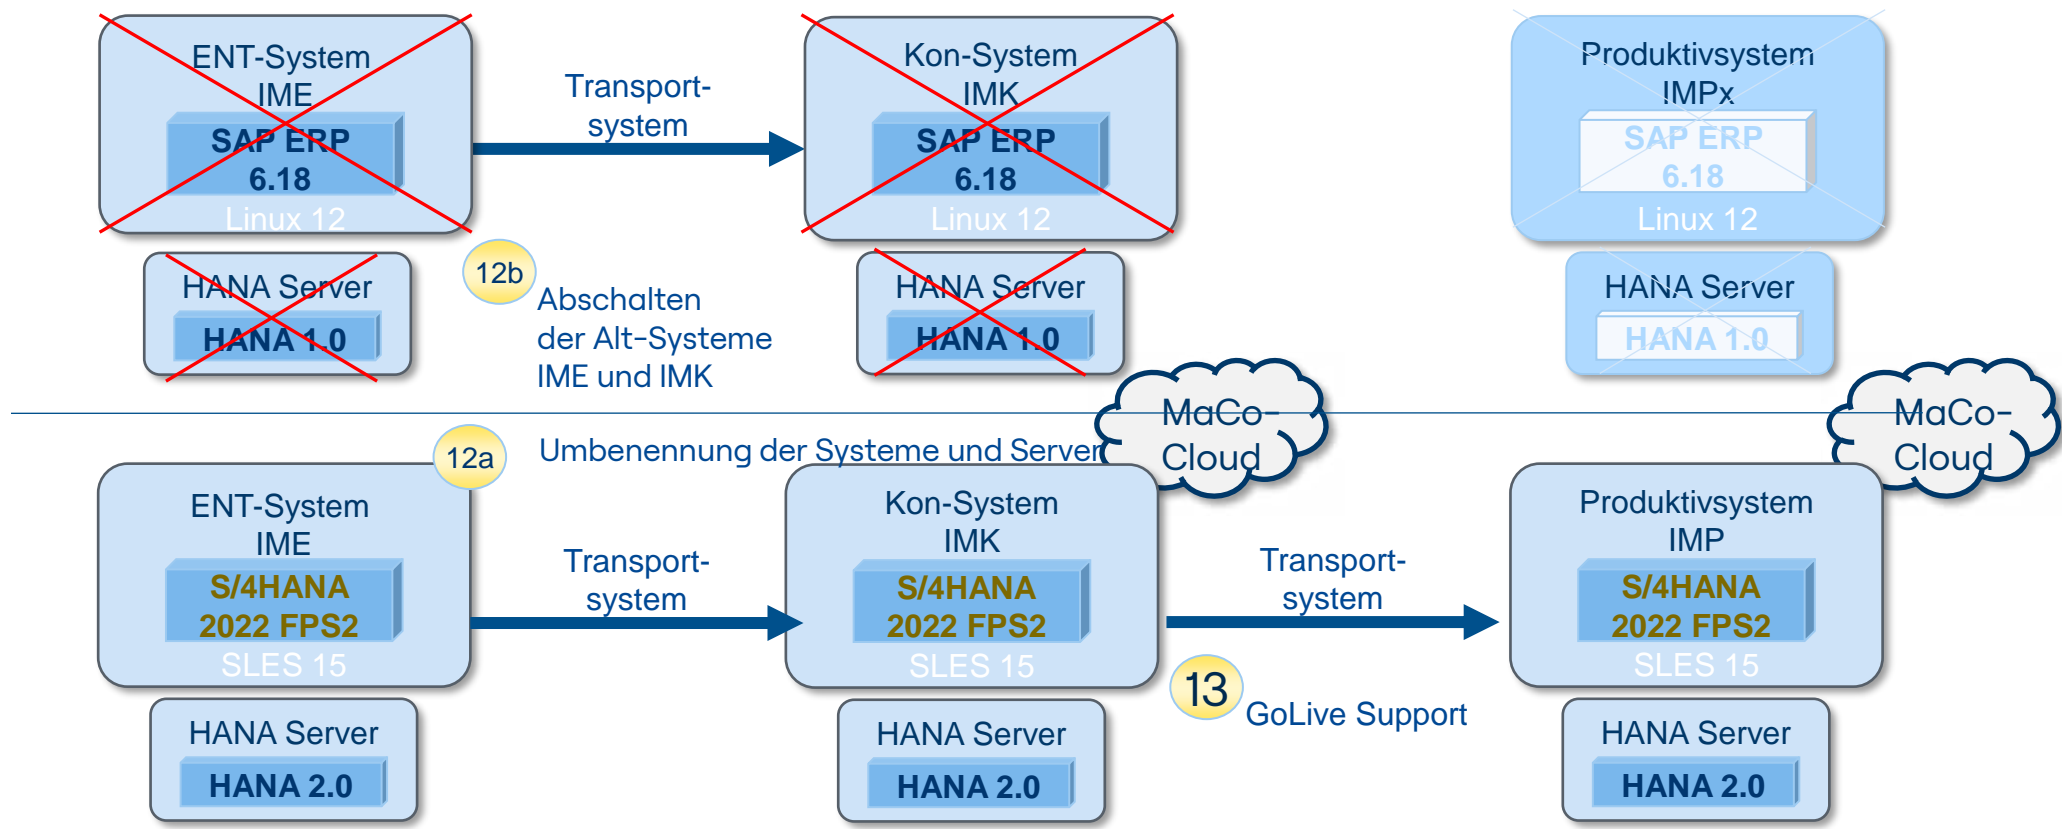 ENT-System
IME
SAP ERP
6.18
Linux 12
HANA Server
HANA 1.0
Transport-
system
Kon-System
IMK
SAP ERP
6.18
Linux 12
HANA Server
HANA 1.0
Produktivsystem
IMPx
SAP ERP
6.18
Linux 12
HANA Server
HANA 1.0
12b
Abschalten
der Alt-Systeme
IME und IMK
MaCo-
Cloud
MaCo-
Cloud
12a
Umbenennung der Systeme und Server
ENT-System
IME
S/4HANA
2022 FPS2
SLES 15
HANA Server
HANA 2.0
Transport-
system
Kon-System
IMK
S/4HANA
2022 FPS2
SLES 15
HANA Server
HANA 2.0
Transport-
system
13
GoLive Support
Produktivsystem
IMP
S/4HANA
2022 FPS2
SLES 15
HANA Server
HANA 2.0